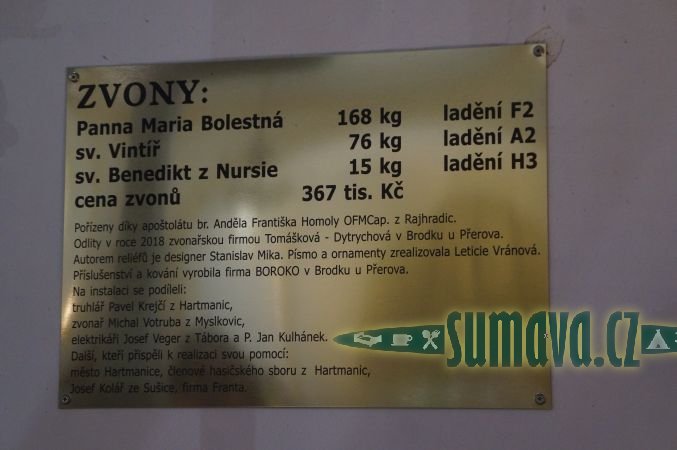 ZVONY:
Panna Maria Bolestná 168 kg ladění F2
sv. Vintíř 76 kg ladění A2
sv. Benedikt z Nursie 15 kg ladění H3
cena zvonů 367 tis. Kč
Pořízeny díky apoštolátu br. Anděla Františka Homoly OFMCap. z Rajhradic.
Odlity v roce 2018 zvonařskou firmou Tomášková - Dytrychová v Brodku u Přerova.
Autorem reliéfů je designer Stanislav Mika. Písmo a ornamenty zrealizovala Leticie Vránová.
Příslušenství a kování vyrobila firma BOROKO v Brodku u Přerova.
Na instalaci se podíleli:
truhlář Pavel Krejčí z Hartmanic,
zvonař Michal Votruba z Myslkovic,
elektrikáři Josef Veger z Tábora a P. Jan Kulhánek.
Další, kteří přispěli k realizaci svou pomocí:
město Hartmanice, členové hasičského sboru z Hartmanic,
Josef Kolář ze Sušice, firma Franta.
sumava.cz